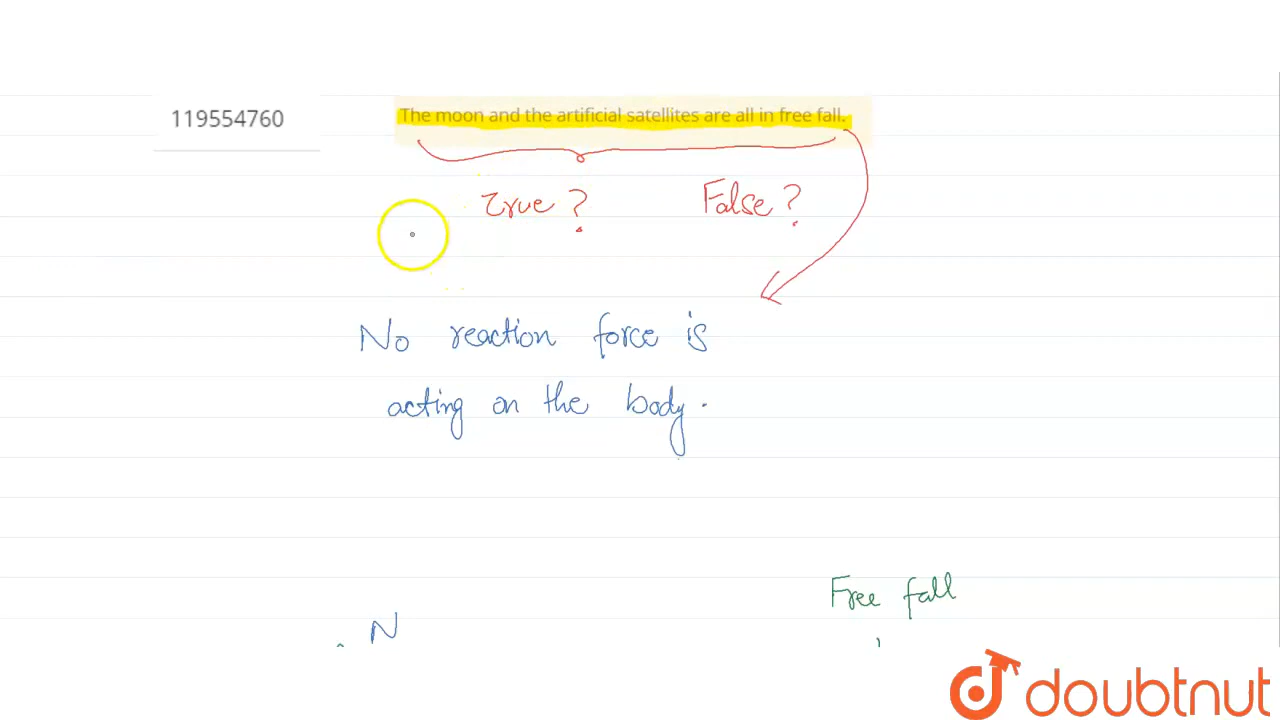 119554760
The moon and the artificial satellites are all in free fall.
True ? False ?
No reaction force is
acting on the body.
Free fall
N
doubtnut